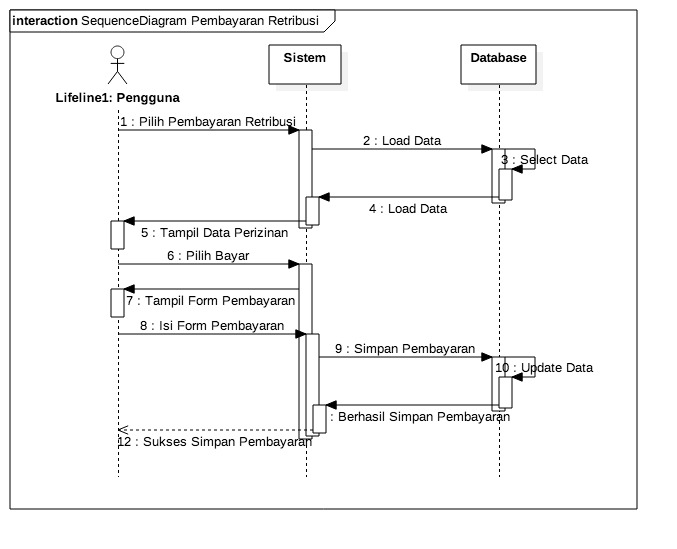 interaction SequenceDiagram Pembayaran Retribusi
Sistem
Database
Lifeline1: Pengguna
1 : Pilih Pembayaran Retribusi
2 : Load Data
3 : Select Data
4 : Load Data
5 : Tampil Data Perizinan
6 : Pilih Bayar
7 : Tampil Form Pembayaran
8 : Isi Form Pembayaran
9 : Simpan Pembayaran
10 : Update Data
: Berhasil Simpan Pembayaran
12 : Sukses Simpan Pembayaran